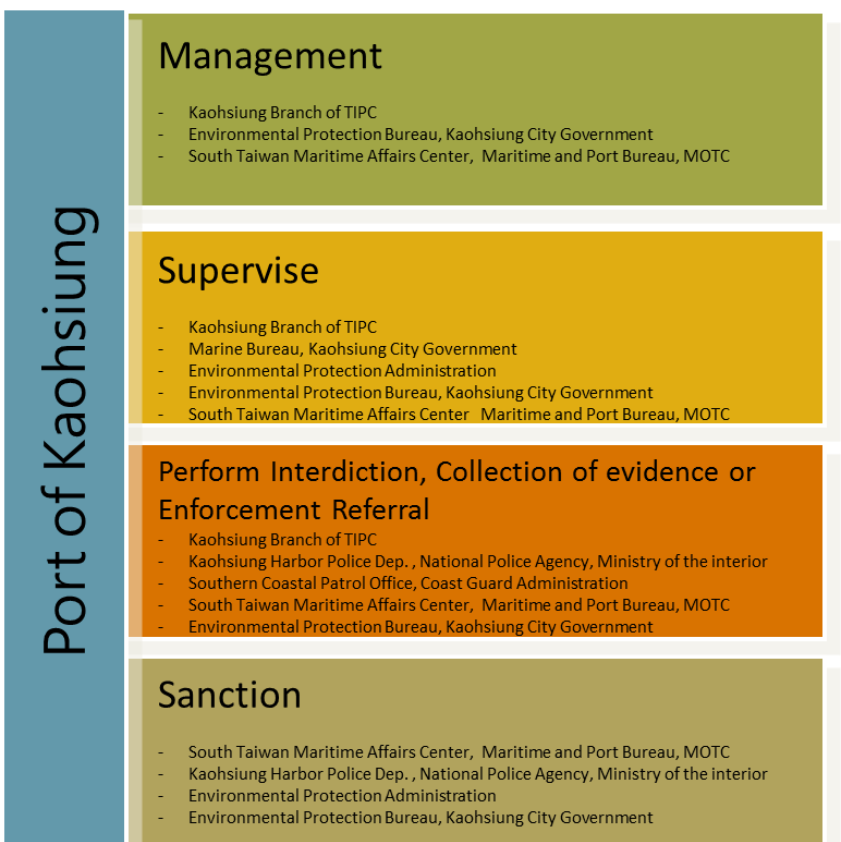 Port of Kaohsiung
Management
- Kaohsiung Branch of TIPC
- Environmental Protection Bureau, Kaohsiung City Government
- South Taiwan Maritime Affairs Center, Maritime and Port Bureau, MOTC
Supervise
- Kaohsiung Branch of TIPC
- Marine Bureau, Kaohsiung City Government
- Environmental Protection Administration
- Environmental Protection Bureau, Kaohsiung City Government
- South Taiwan Maritime Affairs Center Maritime and Port Bureau, MOTC
Perform Interdiction, Collection of evidence or
Enforcement Referral
- Kaohsiung Branch of TIPC
- Kaohsiung Harbor Police Dep. , National Police Agency, Ministry of the interior
- Southern Coastal Patrol Office, Coast Guard Administration
- South Taiwan Maritime Affairs Center, Maritime and Port Bureau, MOTC
- Environmental Protection Bureau, Kaohsiung City Government
Sanction
- South Taiwan Maritime Affairs Center, Maritime and Port Bureau, MOTC
- Kaohsiung Harbor Police Dep. , National Police Agency, Ministry of the interior
- Environmental Protection Administration
- Environmental Protection Bureau, Kaohsiung City Government